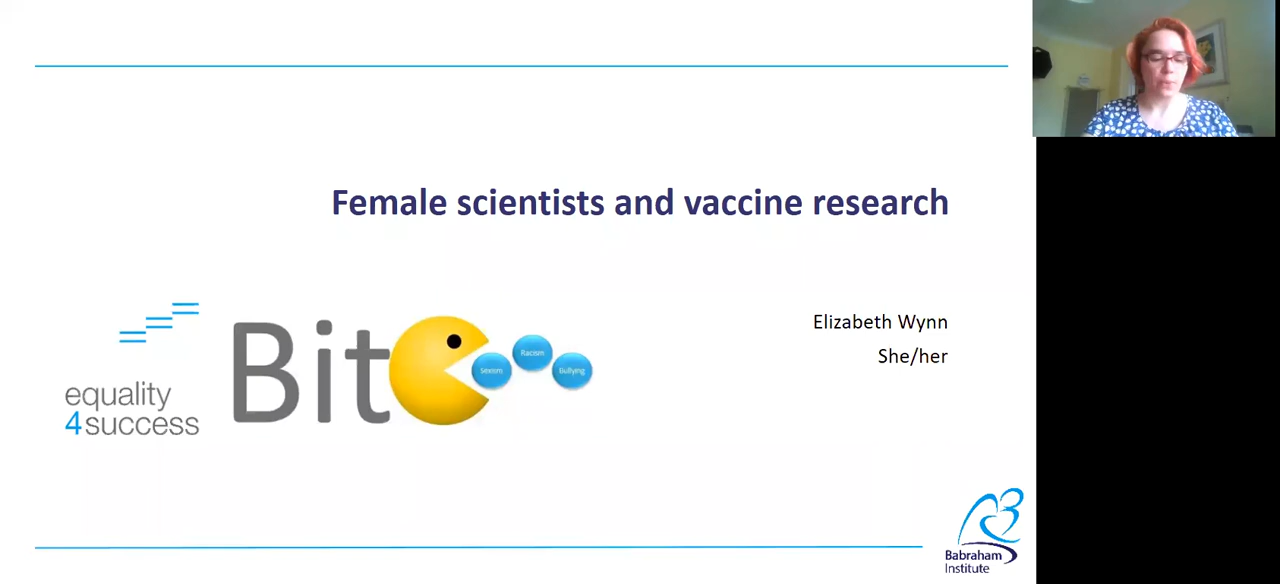 Female scientists and vaccine research
Elizabeth Wynn
She/her
equality
4success
Bite
Sexism
Racism
Bullying
Babraham
Institute